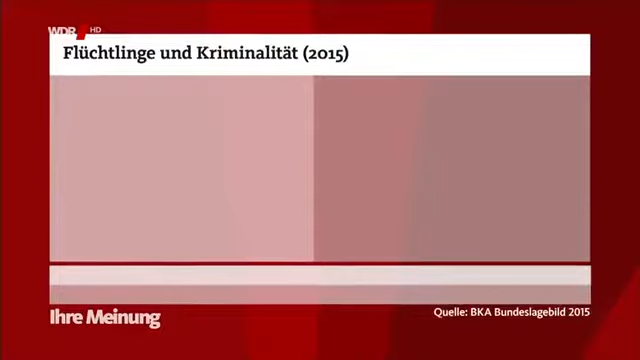 WDR HD
Flüchtlinge und Kriminalität (2015)
Ihre Meinung
Quelle: BKA Bundeslagebild 2015